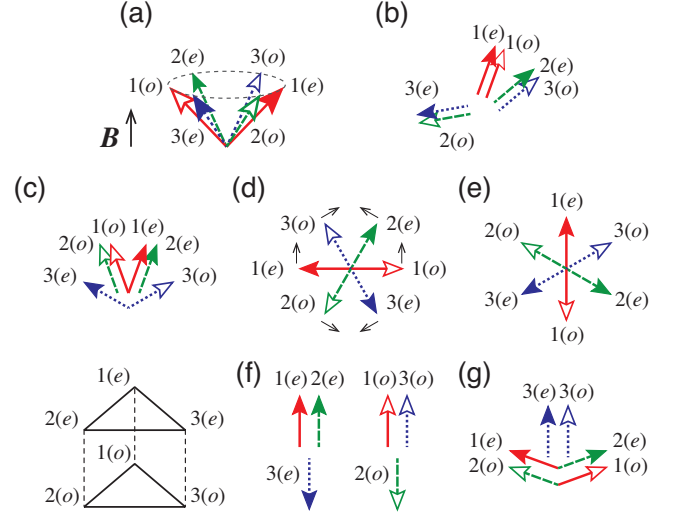 (a)
2(e) 3(o)
1(o) 1(e)
B 3(e) 2(o)
(b)
1(e)
1(o)
2(e)
3(o)
3(e)
2(o)
(c)
1(o) 1(e)
2(o) 2(e)
3(e) 3(o)
(d)
3(o) 2(e)
1(e) 1(o)
2(o) 3(e)
(e)
1(e)
2(o) 3(o)
3(e) 2(e)
1(o)
1(e)
2(e) 3(e)
1(o)
2(o) 3(o)
(f)
1(e) 2(e) 1(o) 3(o)
3(e) 2(o)
(g)
3(e) 3(o)
1(e) 2(e)
2(o) 1(o)